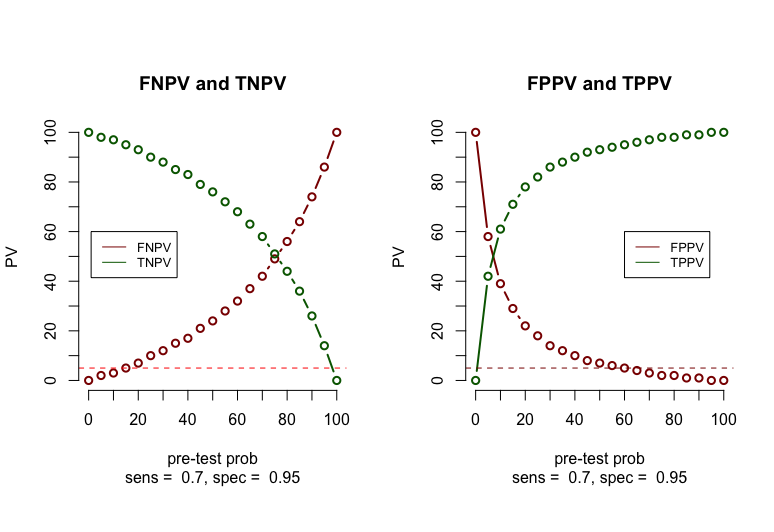 FNPV and TNPV
PV
100
80
60
40
20
0
FNPV
TNPV
0 20 40 60 80 100
pre-test prob
sens = 0.7, spec = 0.95
FPPV and TPPV
PV
100
80
60
40
20
0
FPPV
TPPV
0 20 40 60 80 100
pre-test prob
sens = 0.7, spec = 0.95